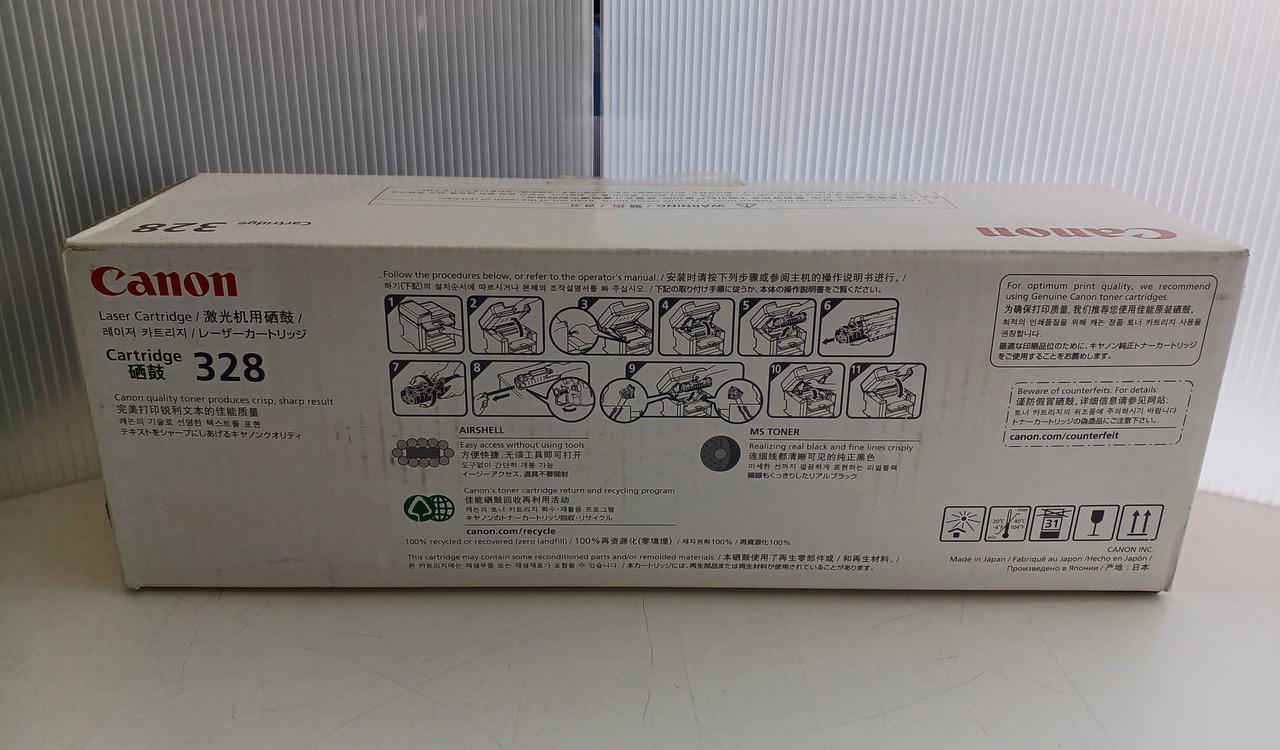 Cartridge 328
WARNING / 警告 / 경고
Canon
Canon
Laser Cartridge / 激光机用硒鼓 /
레이저 카트리지 / レーザーカートリッジ
Cartridge 328
硒鼓
Canon quality toner produces crisp, sharp result
完美打印锐利文本的佳能质量
캐논의 기술로 선명한 텍스트를 표현
テキストをシャープにしあげるキヤノンクオリティ
Follow the procedures below, or refer to the operator's manual. / 安装时请按下列步骤或参阅主机的操作说明书进行。 /
하기(下記)의 설치순서에 따르시거나 본체의 조작설명서를 봐 주십시오. / 下記の取り付け手順に従うか、本体の操作説明書をご覧ください。
1 2 3 4 5 6
7 8 9 10 11
AIRSHELL
Easy access without using tools
方便快捷,无须工具即可打开
도구없이 간단히 개봉 가능
イージーアクセス、道具不要開封
MS TONER
Realizing real black and fine lines crisply
连细线都清晰可见的纯正黑色
미세한 선까지 깔끔하게 표현하는 리얼블랙
細線もくっきりしたリアルブラック
Canon's toner cartridge return and recycling program
佳能硒鼓回收再利用活动
캐논의 토너 카트리지 회수·재활용 프로그램
キヤノンのトナーカートリッジ回収・リサイクル
canon.com/recycle
100% recycled or recovered (zero landfill) / 100%再资源化(零填埋) / 재자원화100% / 再資源化100%
This cartridge may contain some reconditioned parts and/or remolded materials. / 本硒鼓使用了再生零部件或 / 和再生材料。 /
본 카트리지에는 재생부품 또는 재생재료가 포함될 수 있습니다. / 本カートリッジには、再生部品または再生材料が使用されていることがあります。
For optimum print quality, we recommend
using Genuine Canon toner cartridges.
为确保打印质量,我们推荐您使用佳能原装硒鼓。
최적의 인쇄품질을 위해 캐논 정품 토너 카트리지 사용을
권장합니다.
最適な印刷品位のために、キヤノン純正トナーカートリッジ
をご使用することをお薦めします。
Beware of counterfeits. For details:
谨防假冒硒鼓。详细信息请参见网站:
토너 카트리지의 위조품에 주의하시기 바랍니다.
トナーカートリッジの偽造品にご注意下さい。
canon.com/counterfeit
max
-20℃ 40℃
-4°F 104°F
min
31
CANON INC.
Made in Japan / Fabriqué au Japon /Hecho en Japón /
Произведено в Японии / 产地：日本